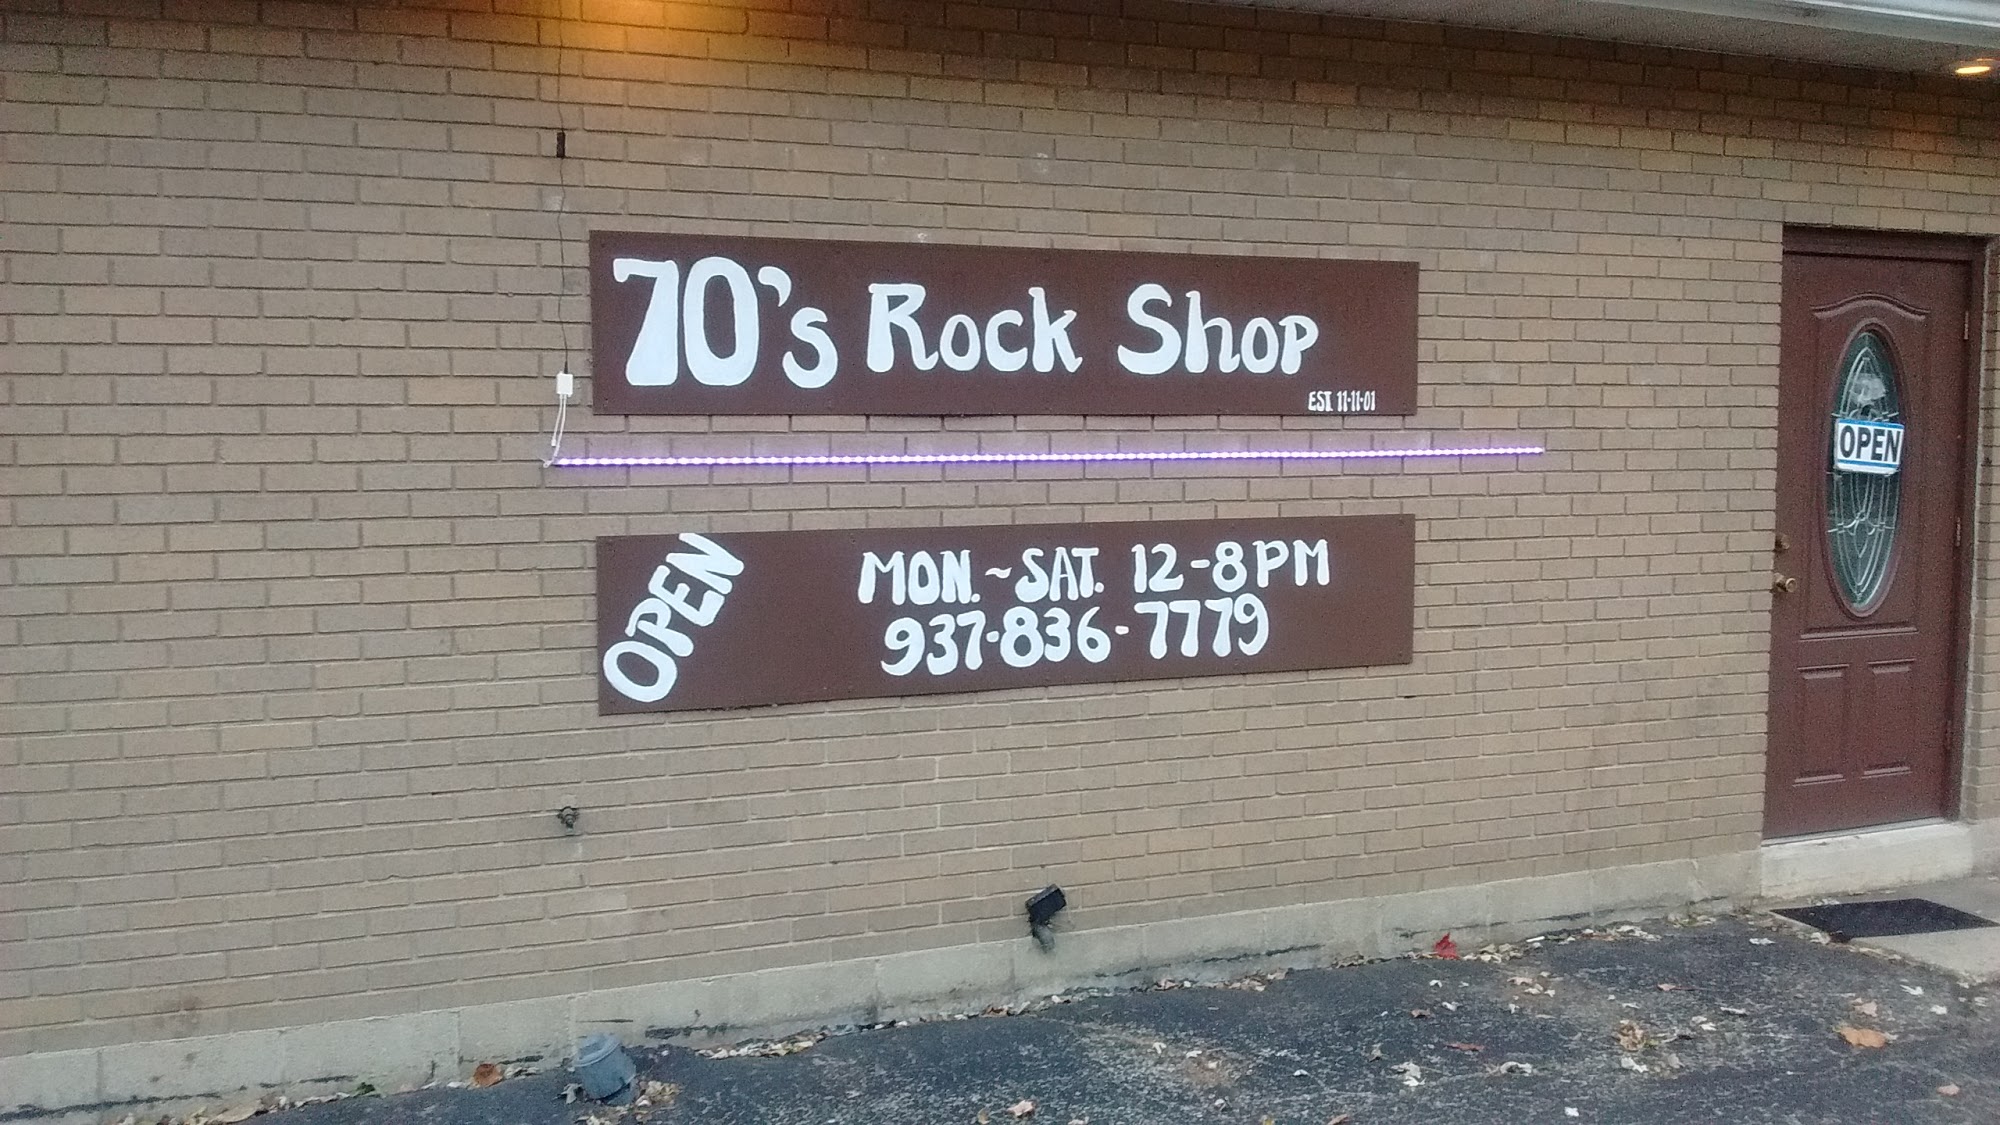 70's Rock Shop
EST. 11-11-01
OPEN
MON.~SAT. 12-8PM
937-836-7779
OPEN